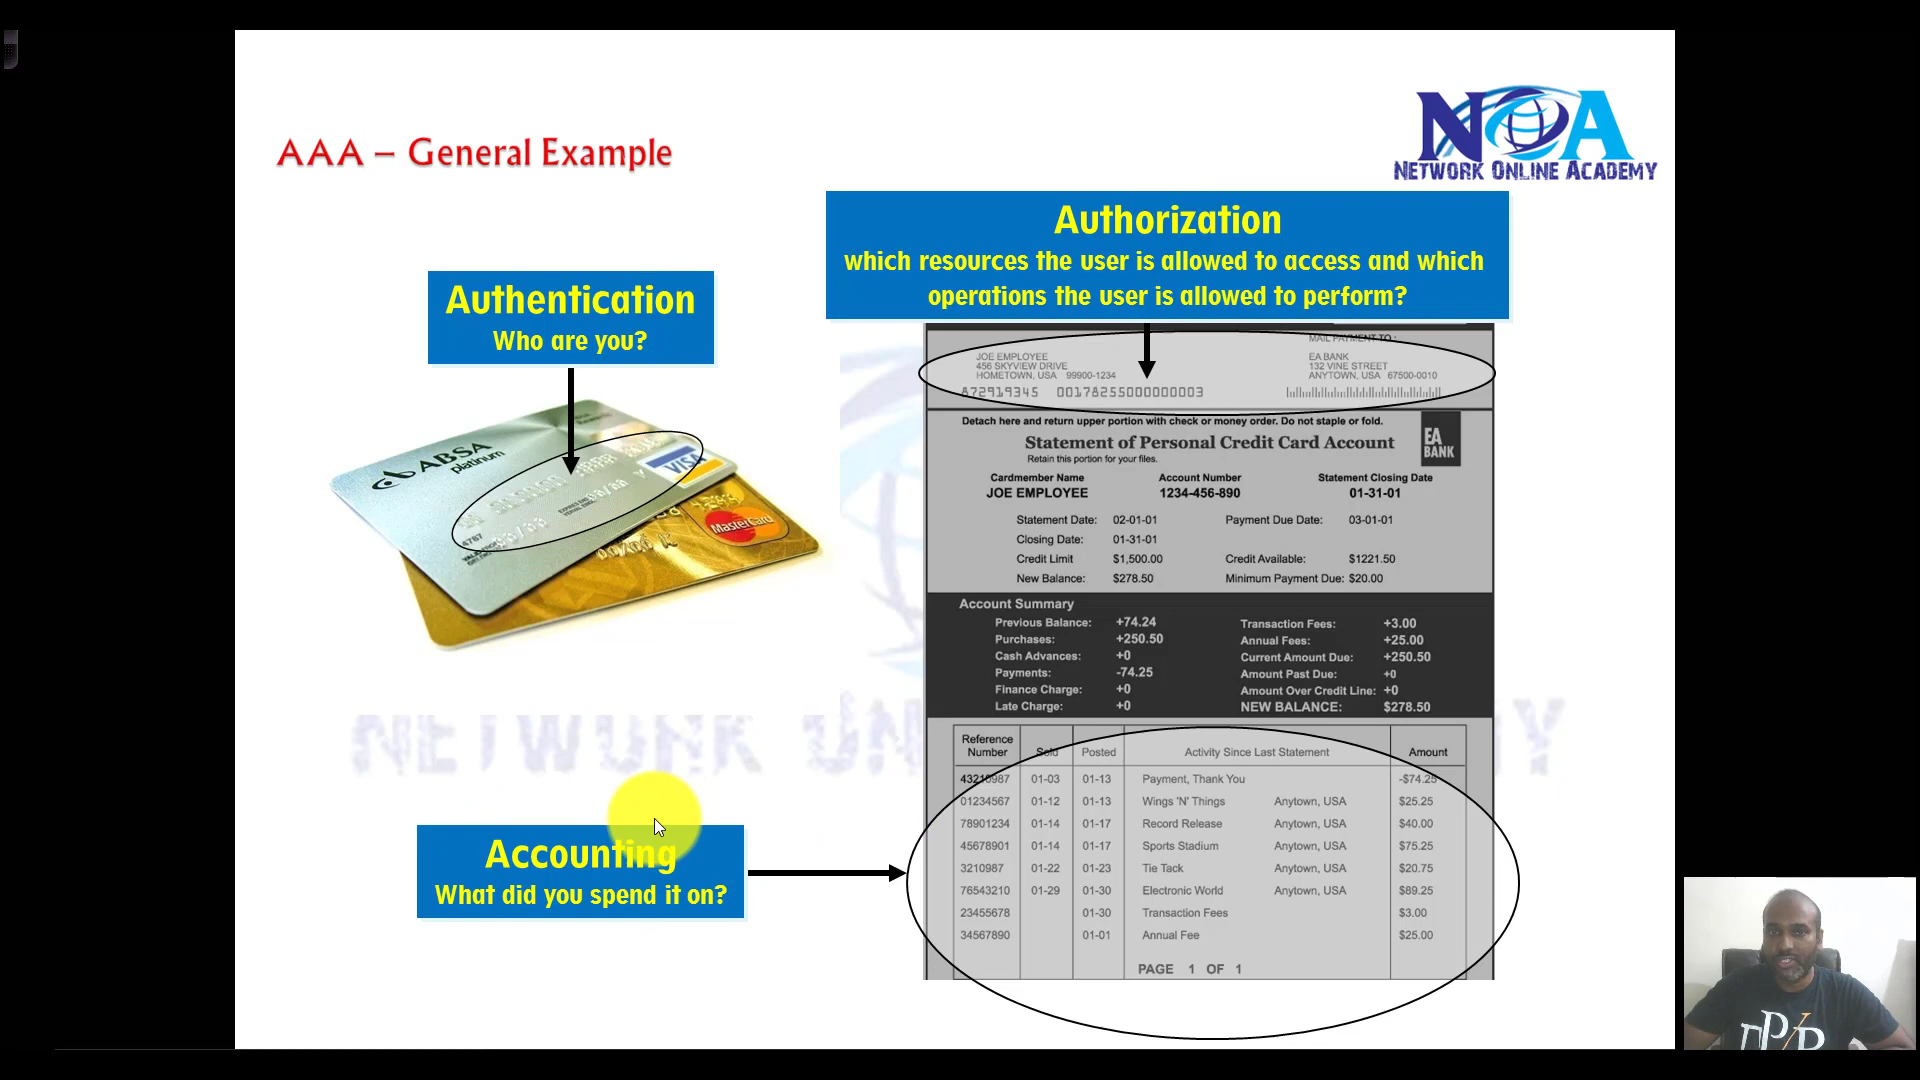 AAA – General Example
NOA
NETWORK ONLINE ACADEMY
Authorization
which resources the user is allowed to access and which
operations the user is allowed to perform?
Authentication
Who are you?
ABSA
platinum
VISA
4787
MasterCard
MAIL PAYMENT TO :
JOE EMPLOYEE EA BANK
456 SKYVIEW DRIVE 132 VINE STREET
HOMETOWN, USA 99900-1234 ANYTOWN, USA 67500-0010
A72919345 00178255000000003
Detach here and return upper portion with check or money order. Do not staple or fold.
Statement of Personal Credit Card Account
EA
BANK
Retain this portion for your files.
Cardmember Name Account Number Statement Closing Date
JOE EMPLOYEE 1234-456-890 01-31-01
Statement Date: 02-01-01 Payment Due Date: 03-01-01
Closing Date: 01-31-01
Credit Limit $1,500.00 Credit Available: $1221.50
New Balance: $278.50 Minimum Payment Due: $20.00
Account Summary
Previous Balance: +74.24 Transaction Fees: +3.00
Purchases: +250.50 Annual Fees: +25.00
Cash Advances: +0 Current Amount Due: +250.50
Payments: -74.25 Amount Past Due: +0
Finance Charge: +0 Amount Over Credit Line: +0
Late Charge: +0 NEW BALANCE: $278.50
Reference
Number Sold Posted Activity Since Last Statement Amount
43210987 01-03 01-13 Payment, Thank You -$74.25
01234567 01-12 01-13 Wings 'N' Things Anytown, USA $25.25
78901234 01-14 01-17 Record Release Anytown, USA $40.00
45678901 01-14 01-17 Sports Stadium Anytown, USA $75.25
3210987 01-22 01-23 Tie Tack Anytown, USA $20.75
76543210 01-29 01-30 Electronic World Anytown, USA $89.25
23455678 01-30 Transaction Fees $3.00
34567890 01-01 Annual Fee $25.00
PAGE 1 OF 1
Accounting
What did you spend it on?